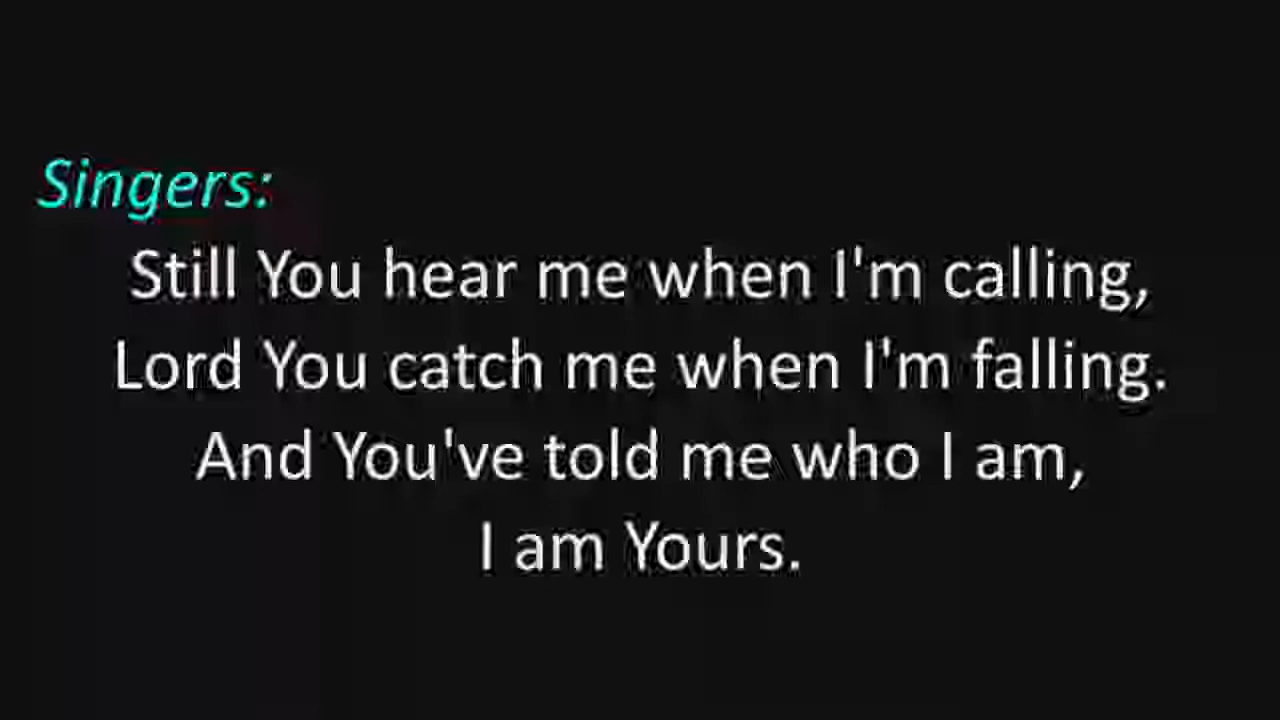 Singers:
Still You hear me when I'm calling,
Lord You catch me when I'm falling.
And You've told me who I am,
I am Yours.